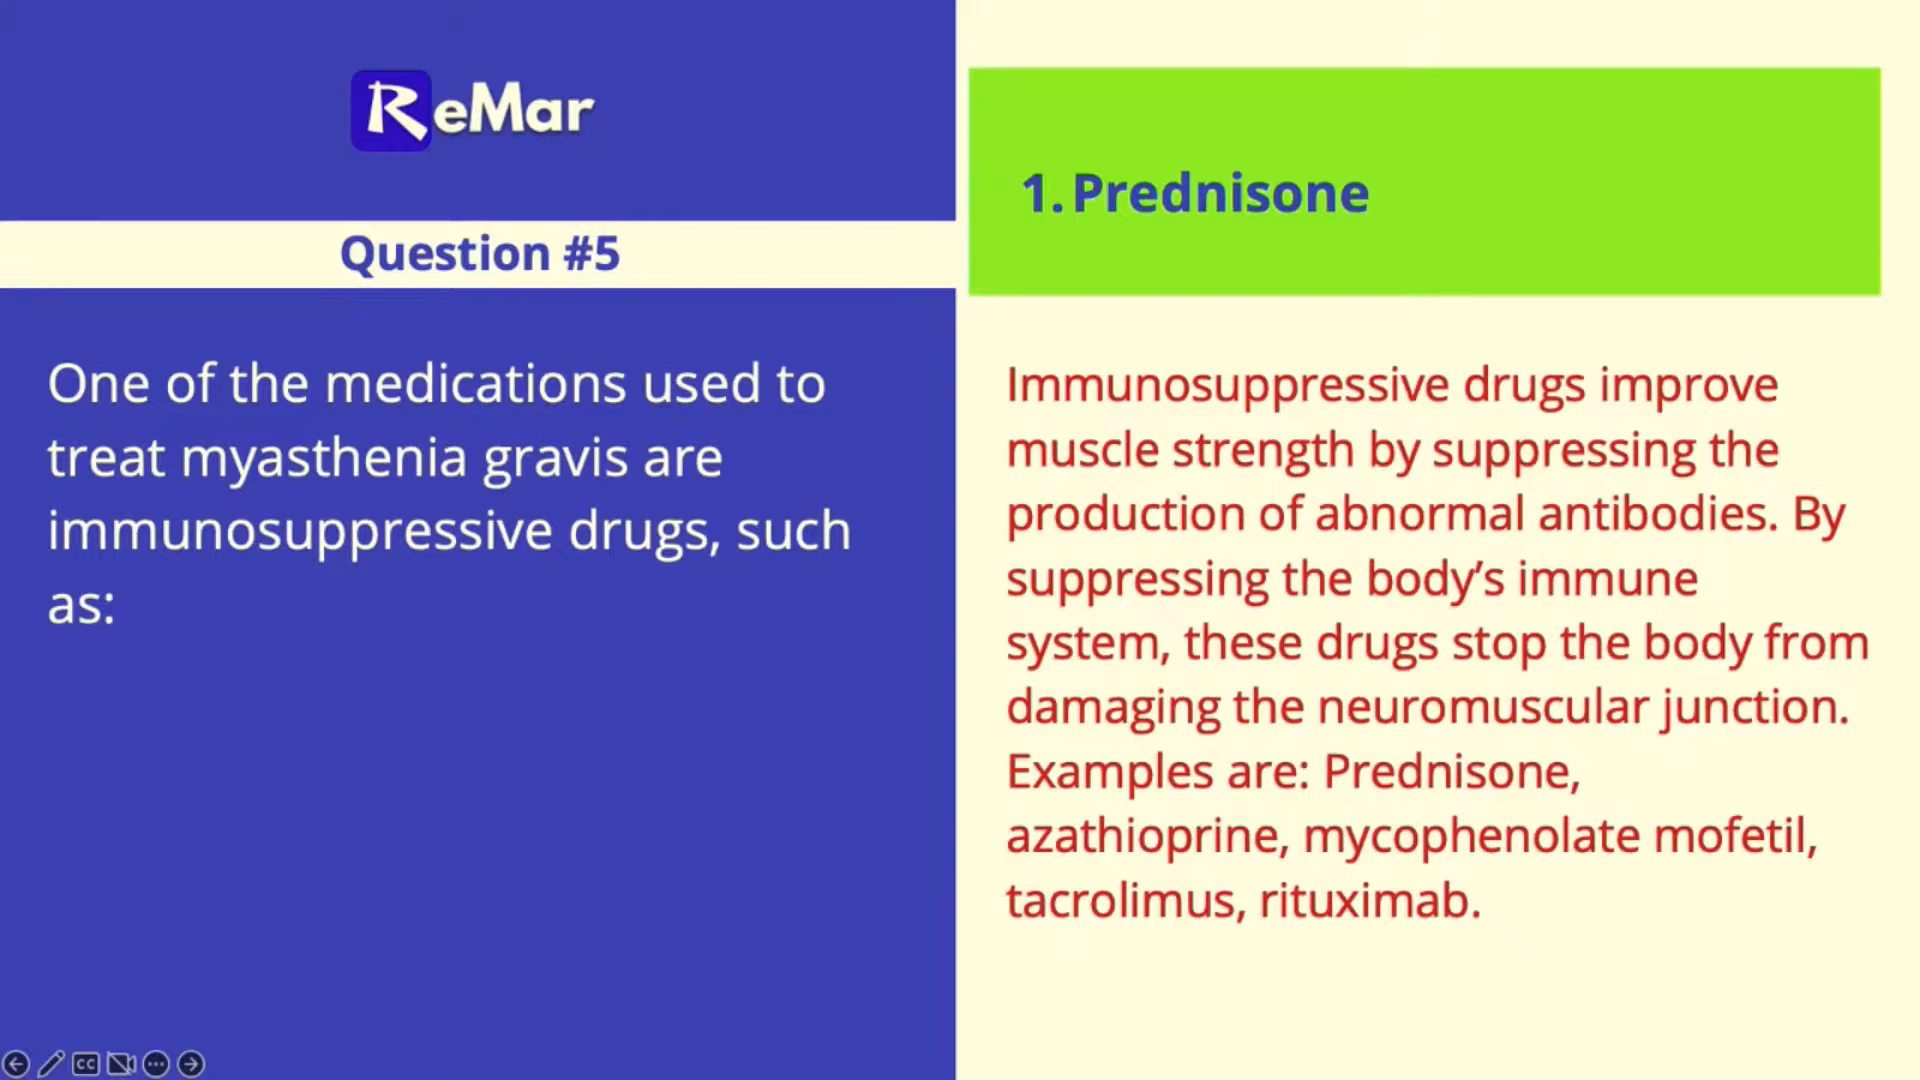 ReMar
Question #5
One of the medications used to
treat myasthenia gravis are
immunosuppressive drugs, such
as:
1. Prednisone
Immunosuppressive drugs improve
muscle strength by suppressing the
production of abnormal antibodies. By
suppressing the body’s immune
system, these drugs stop the body from
damaging the neuromuscular junction.
Examples are: Prednisone,
azathioprine, mycophenolate mofetil,
tacrolimus, rituximab.
CC